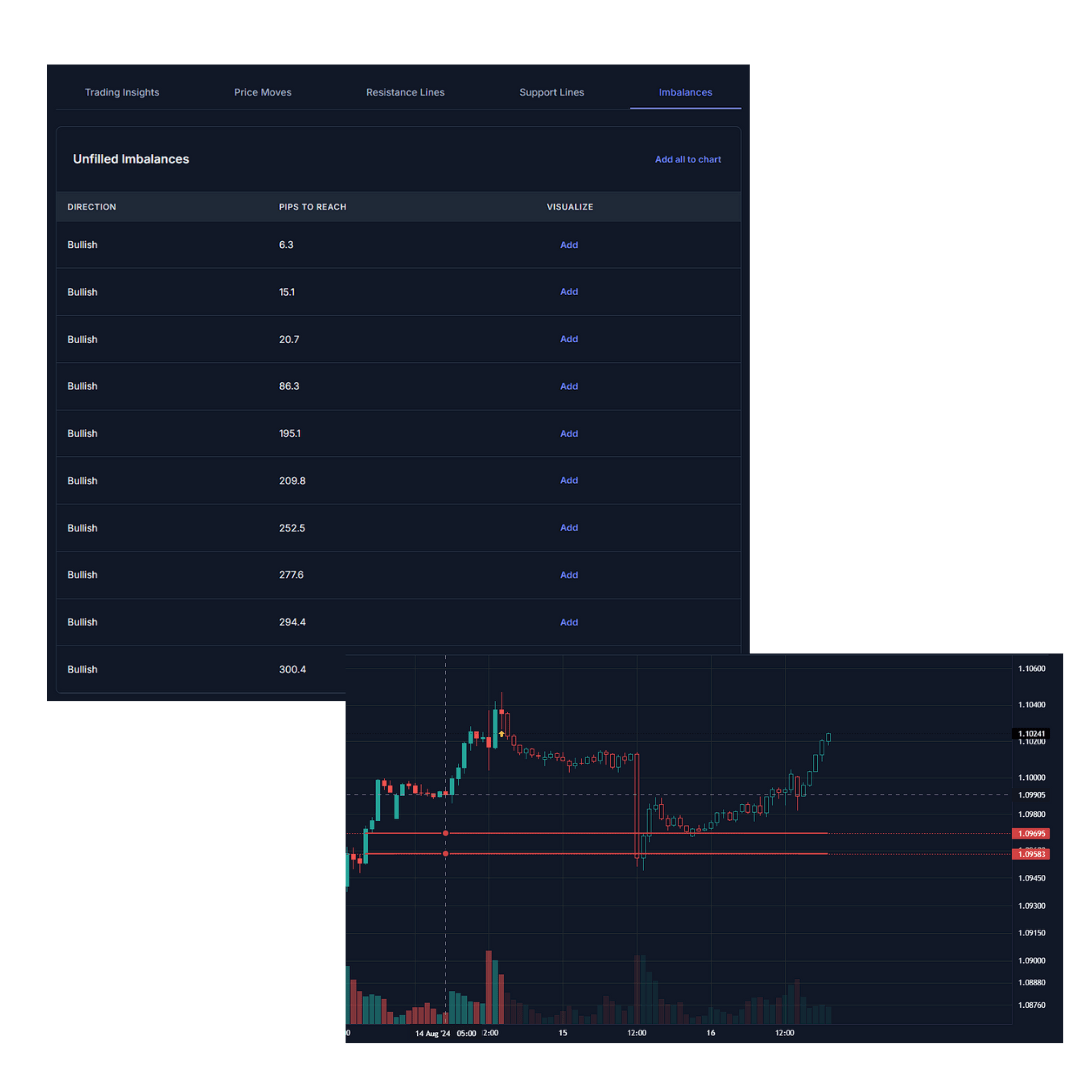 Trading Insights Price Moves Resistance Lines Support Lines Imbalances
Unfilled Imbalances Add all to chart
DIRECTION PIPS TO REACH VISUALIZE
Bullish 6.3 Add
Bullish 15.1 Add
Bullish 20.7 Add
Bullish 86.3 Add
Bullish 195.1 Add
Bullish 209.8 Add
Bullish 252.5 Add
Bullish 277.6 Add
Bullish 294.4 Add
Bullish 300.4
1.10600
1.10400
1.10241
1.10200
1.10000
1.09905
1.09800
1.09695
1.09583
1.09450
1.09300
1.09150
1.09000
1.08880
1.08760
14 Aug '24 05:00 2:00 15 12:00 16 12:00